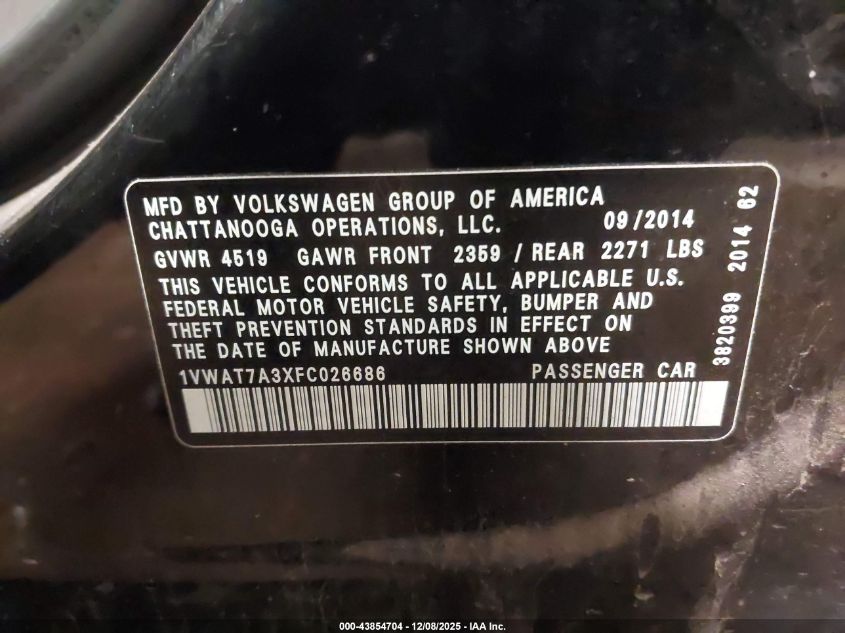 MFD BY VOLKSWAGEN GROUP OF AMERICA
CHATTANOOGA OPERATIONS, LLC. 09/2014
GVWR 4519 GAWR FRONT 2359 / REAR 2271 LBS
THIS VEHICLE CONFORMS TO ALL APPLICABLE U.S.
FEDERAL MOTOR VEHICLE SAFETY, BUMPER AND
THEFT PREVENTION STANDARDS IN EFFECT ON
THE DATE OF MANUFACTURE SHOWN ABOVE
1VWAT7A3XFC026686 PASSENGER CAR
3820399 2014 62
000-43854704 - 12/08/2025 - IAA Inc.